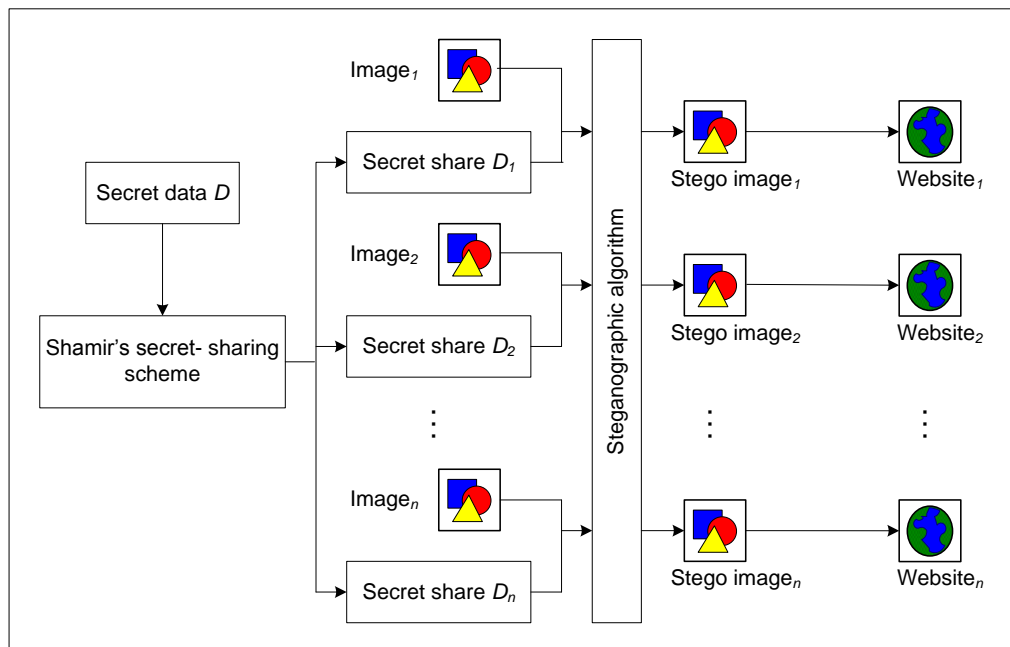 Secret data D
Shamir's secret- sharing
scheme
Image₁
Secret share D₁
Image₂
Secret share D₂
⋮
Imageₙ
Secret share Dₙ
Steganographic algorithm
Stego image₁
Website₁
Stego image₂
Website₂
⋮
⋮
Stego imageₙ
Websiteₙ